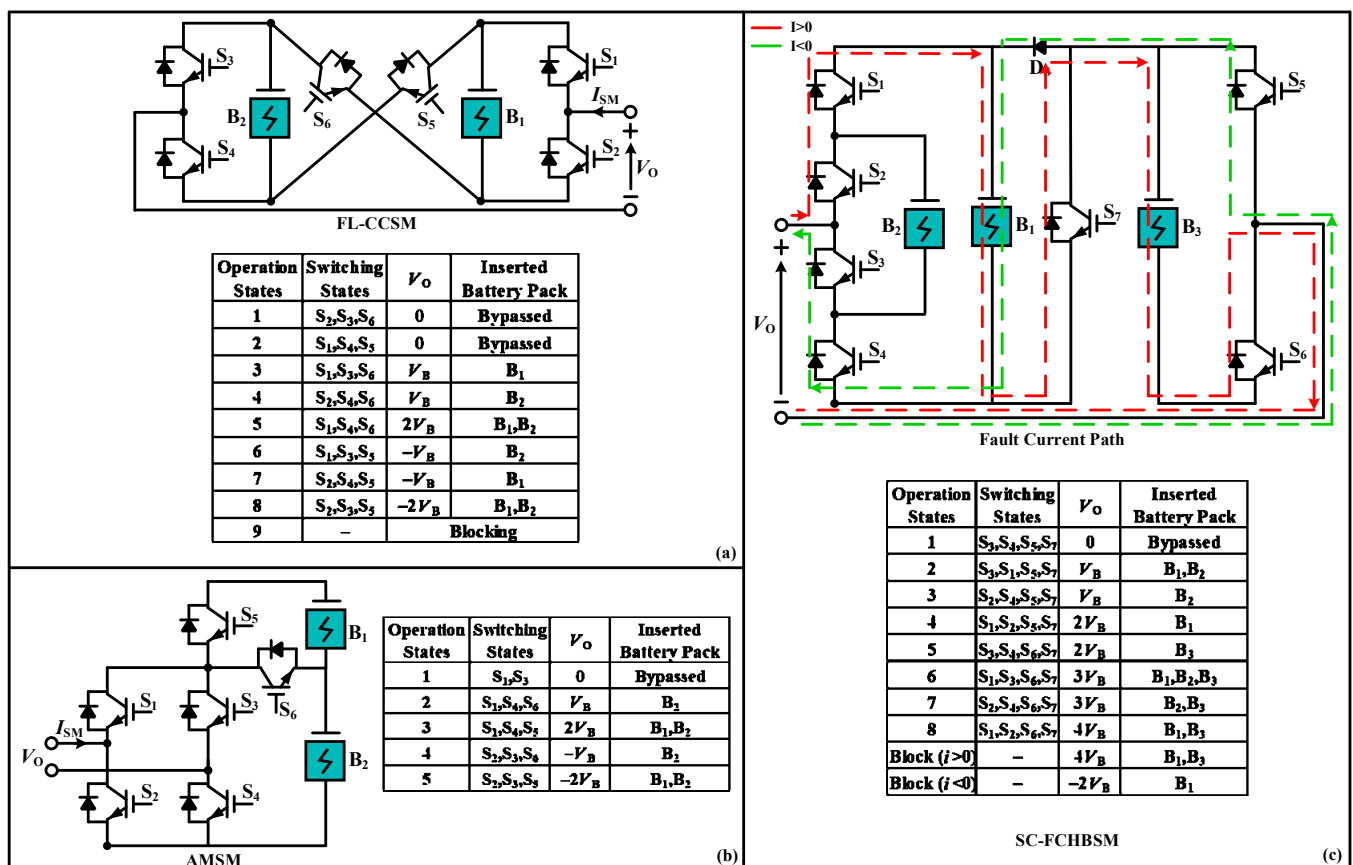 S3
B2
S6
S5
B1
S1
ISM
S4
S2
+
VO
−
FL-CCSM
Operation States Switching States VO Inserted Battery Pack
1 S2,S3,S6 0 Bypassed
2 S1,S4,S5 0 Bypassed
3 S1,S3,S6 VB B1
4 S2,S4,S6 VB B2
5 S1,S4,S6 2VB B1,B2
6 S1,S3,S5 −VB B2
7 S2,S4,S5 −VB B1
8 S2,S3,S5 −2VB B1,B2
9 – Blocking
(a)
S5
B1
S1
S3
S6
ISM
VO
B2
S2
S4
AMSM
Operation States Switching States VO Inserted Battery Pack
1 S1,S3 0 Bypassed
2 S1,S4,S6 VB B2
3 S1,S4,S5 2VB B1,B2
4 S2,S3,S6 −VB B2
5 S2,S3,S5 −2VB B1,B2
(b)
I>0
I<0
D
S1
S5
S2
B2
B1
S7
B3
+
S3
VO
S4
S6
−
Fault Current Path
Operation States Switching States VO Inserted Battery Pack
1 S3,S4,S5,S7 0 Bypassed
2 S3,S1,S5,S7 VB B1,B2
3 S2,S4,S5,S7 VB B2
4 S1,S2,S5,S7 2VB B1
5 S3,S4,S6,S7 2VB B3
6 S1,S3,S6,S7 3VB B1,B2,B3
7 S2,S4,S6,S7 3VB B2,B3
8 S1,S2,S6,S7 4VB B1,B3
Block (i>0) – 4VB B1,B3
Block (i<0) – −2VB B1
SC-FCHBSM
(c)